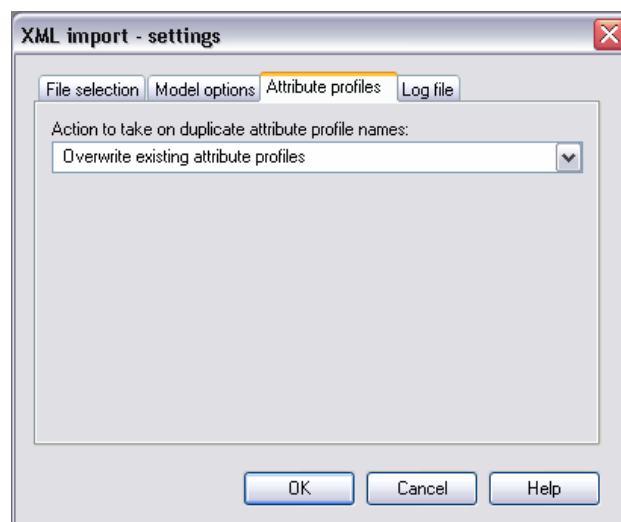 XML import - settings
File selection Model options Attribute profiles Log file
Action to take on duplicate attribute profile names:
Overwrite existing attribute profiles
OK Cancel Help